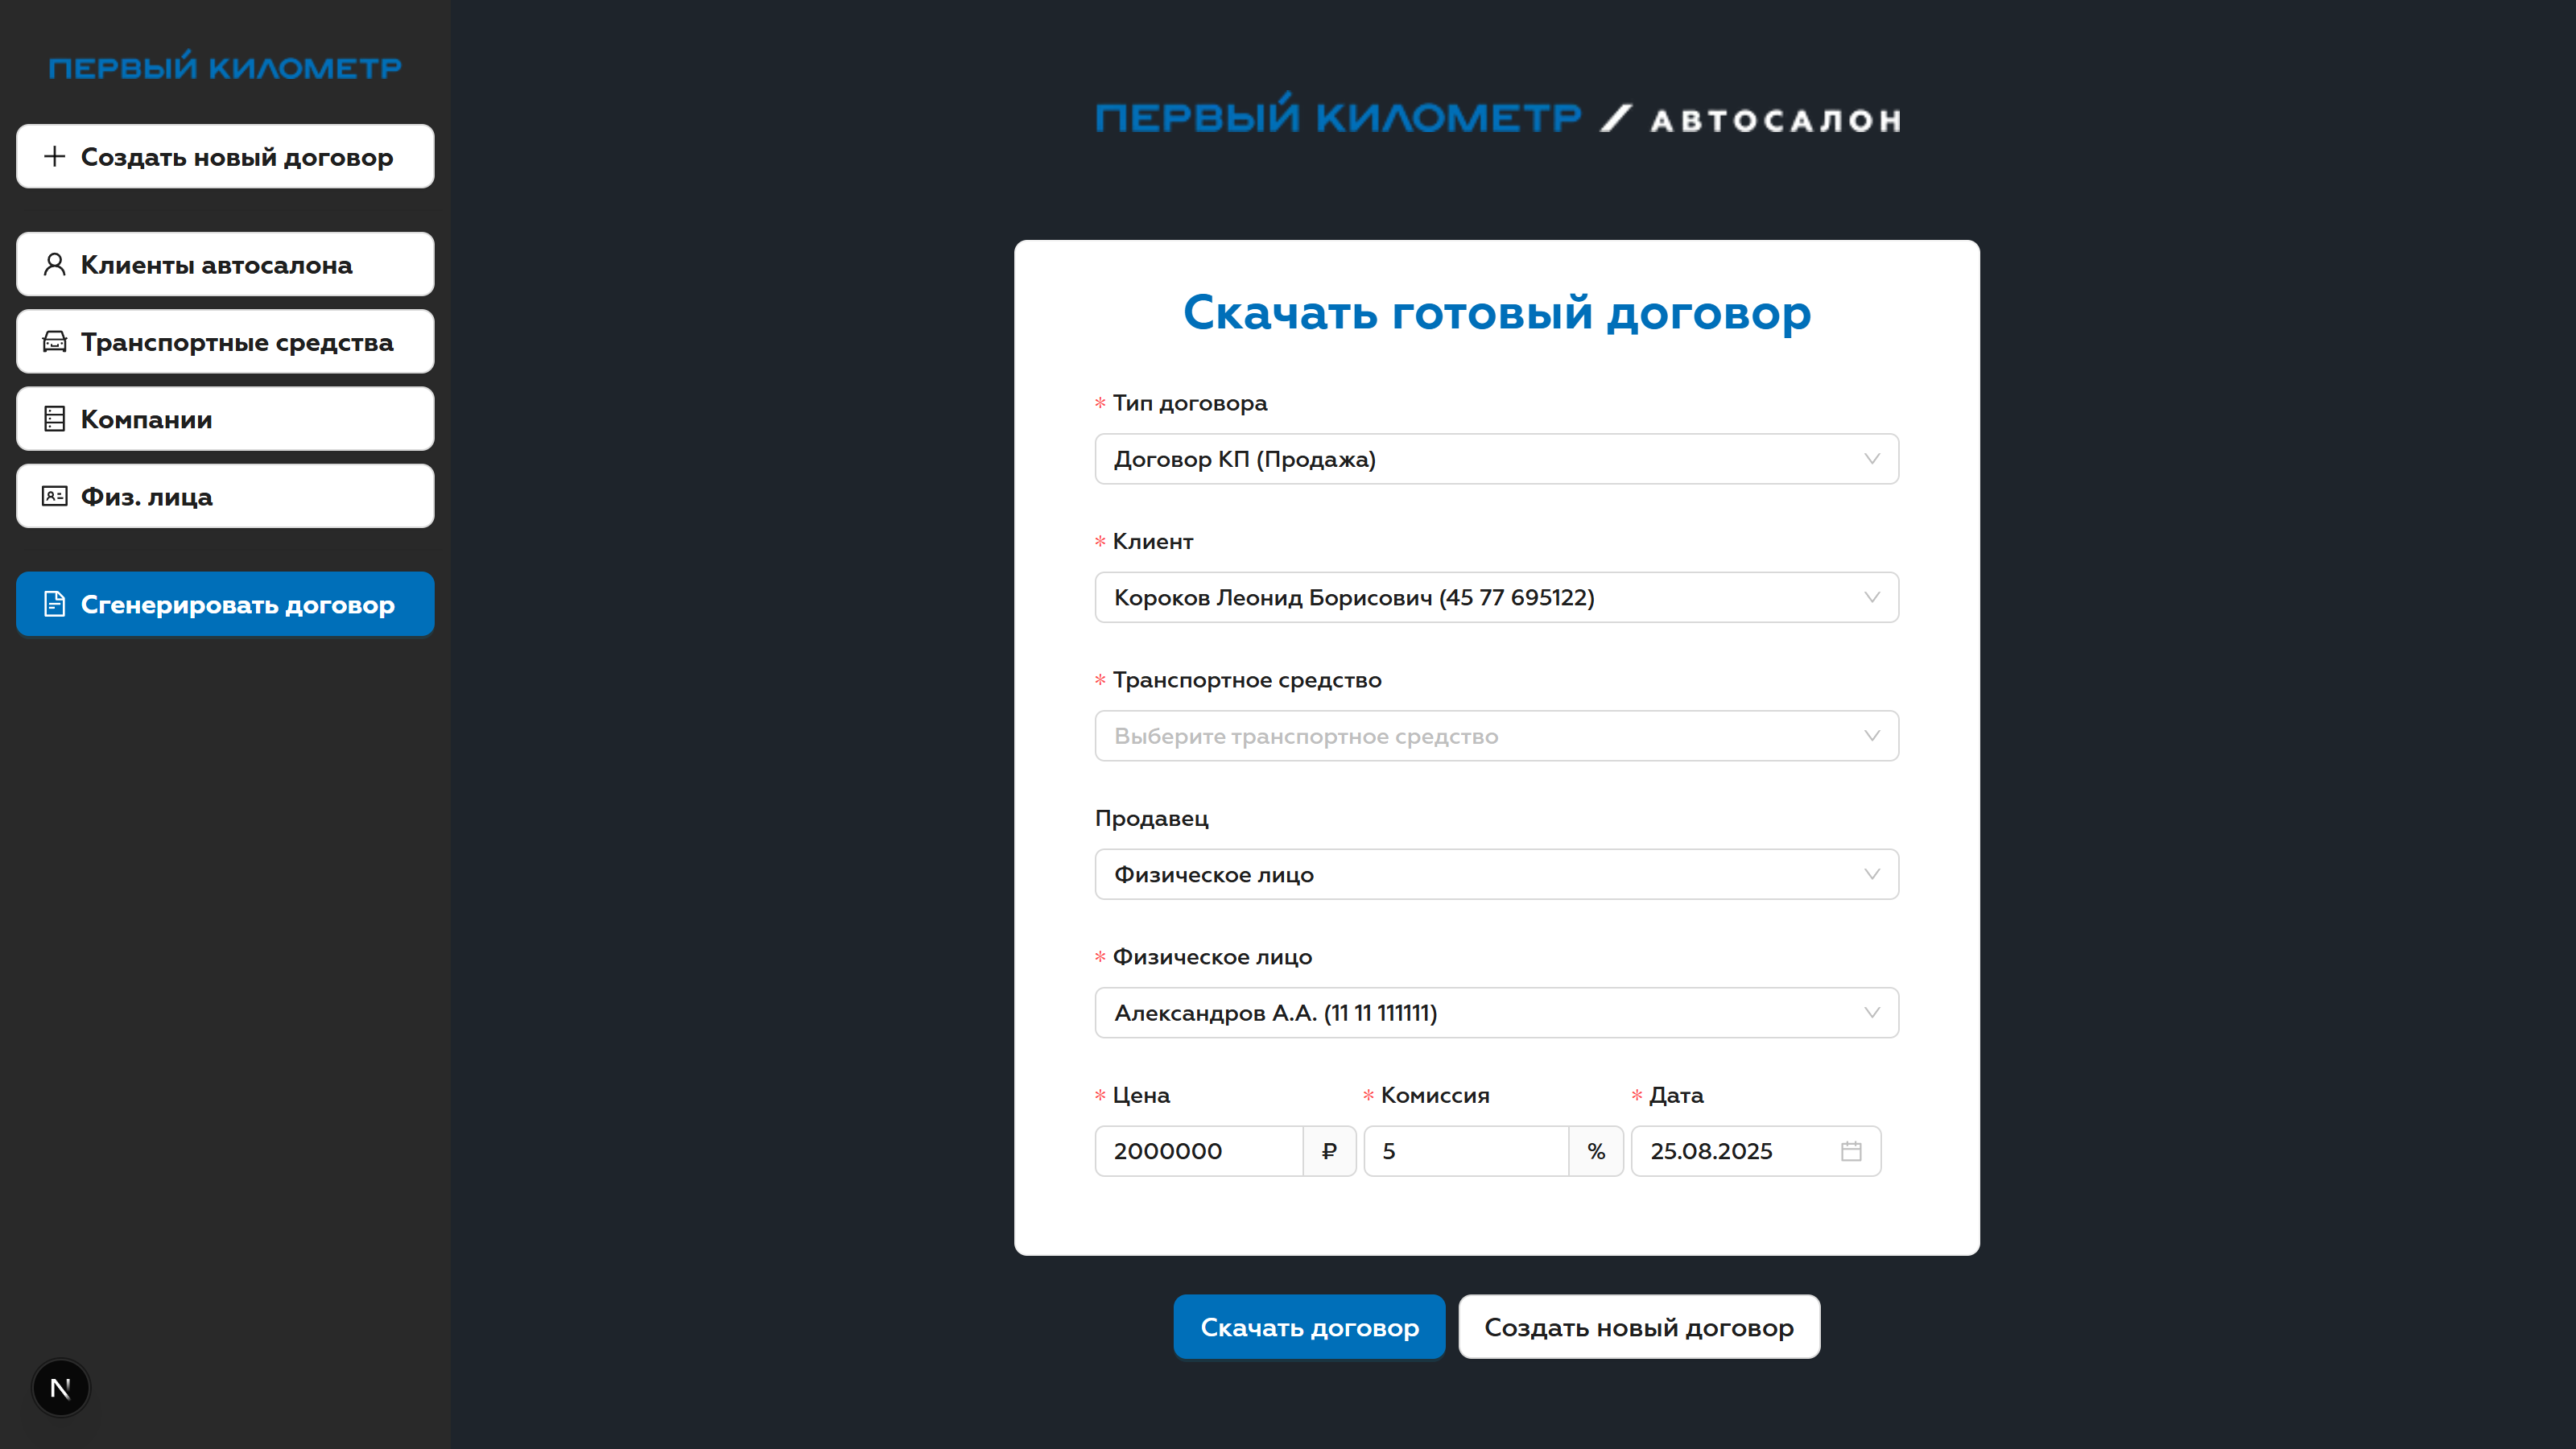 ПЕРВЫЙ КИЛОМЕТР
Создать новый договор
Клиенты автосалона
Транспортные средства
Компании
Физ. лица
Сгенерировать договор
N
ПЕРВЫЙ КИЛОМЕТР / АВТОСАЛОН
Скачать готовый договор
* Тип договора
Договор КП (Продажа)
* Клиент
Короков Леонид Борисович (45 77 695122)
* Транспортное средство
Выберите транспортное средство
Продавец
Физическое лицо
* Физическое лицо
Александров А.А. (11 11 111111)
* Цена * Комиссия * Дата
2000000 ₽ 5 % 25.08.2025
Скачать договор Создать новый договор